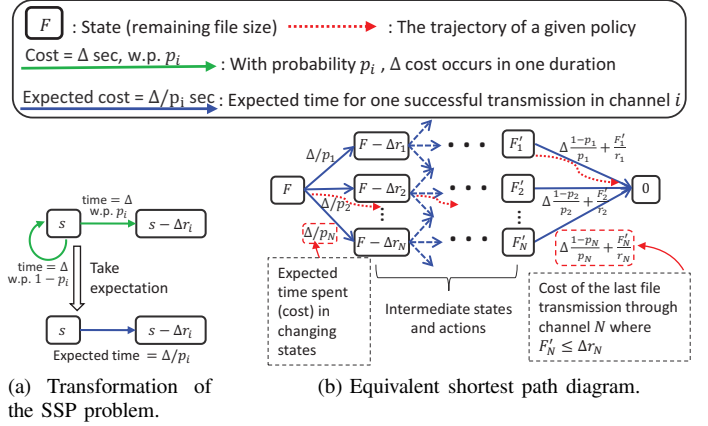 F : State (remaining file size) : The trajectory of a given policy
Cost = Δ sec, w.p. p_i : With probability p_i , Δ cost occurs in one duration
Expected cost = Δ/p_i sec : Expected time for one successful transmission in channel i
time = Δ
w.p. p_i
s s − Δr_i
time = Δ
w.p. 1 − p_i
Take
expectation
s s − Δr_i
Expected time = Δ/p_i
(a) Transformation of
the SSP problem.
F − Δr_1 • • • F′_1
Δ/p_1 Δ (1−p_1)/p_1 + F′_1/r_1
F F − Δr_2 • • • F′_2 0
Δ/p_2 Δ (1−p_2)/p_2 + F′_2/r_2
⋮ ⋮
Δ/p_N F − Δr_N • • • F′_N Δ (1−p_N)/p_N + F′_N/r_N
Expected
time spent
(cost) in
changing
states
Intermediate states
and actions
Cost of the last file
transmission through
channel N where
F′_N ≤ Δr_N
(b) Equivalent shortest path diagram.